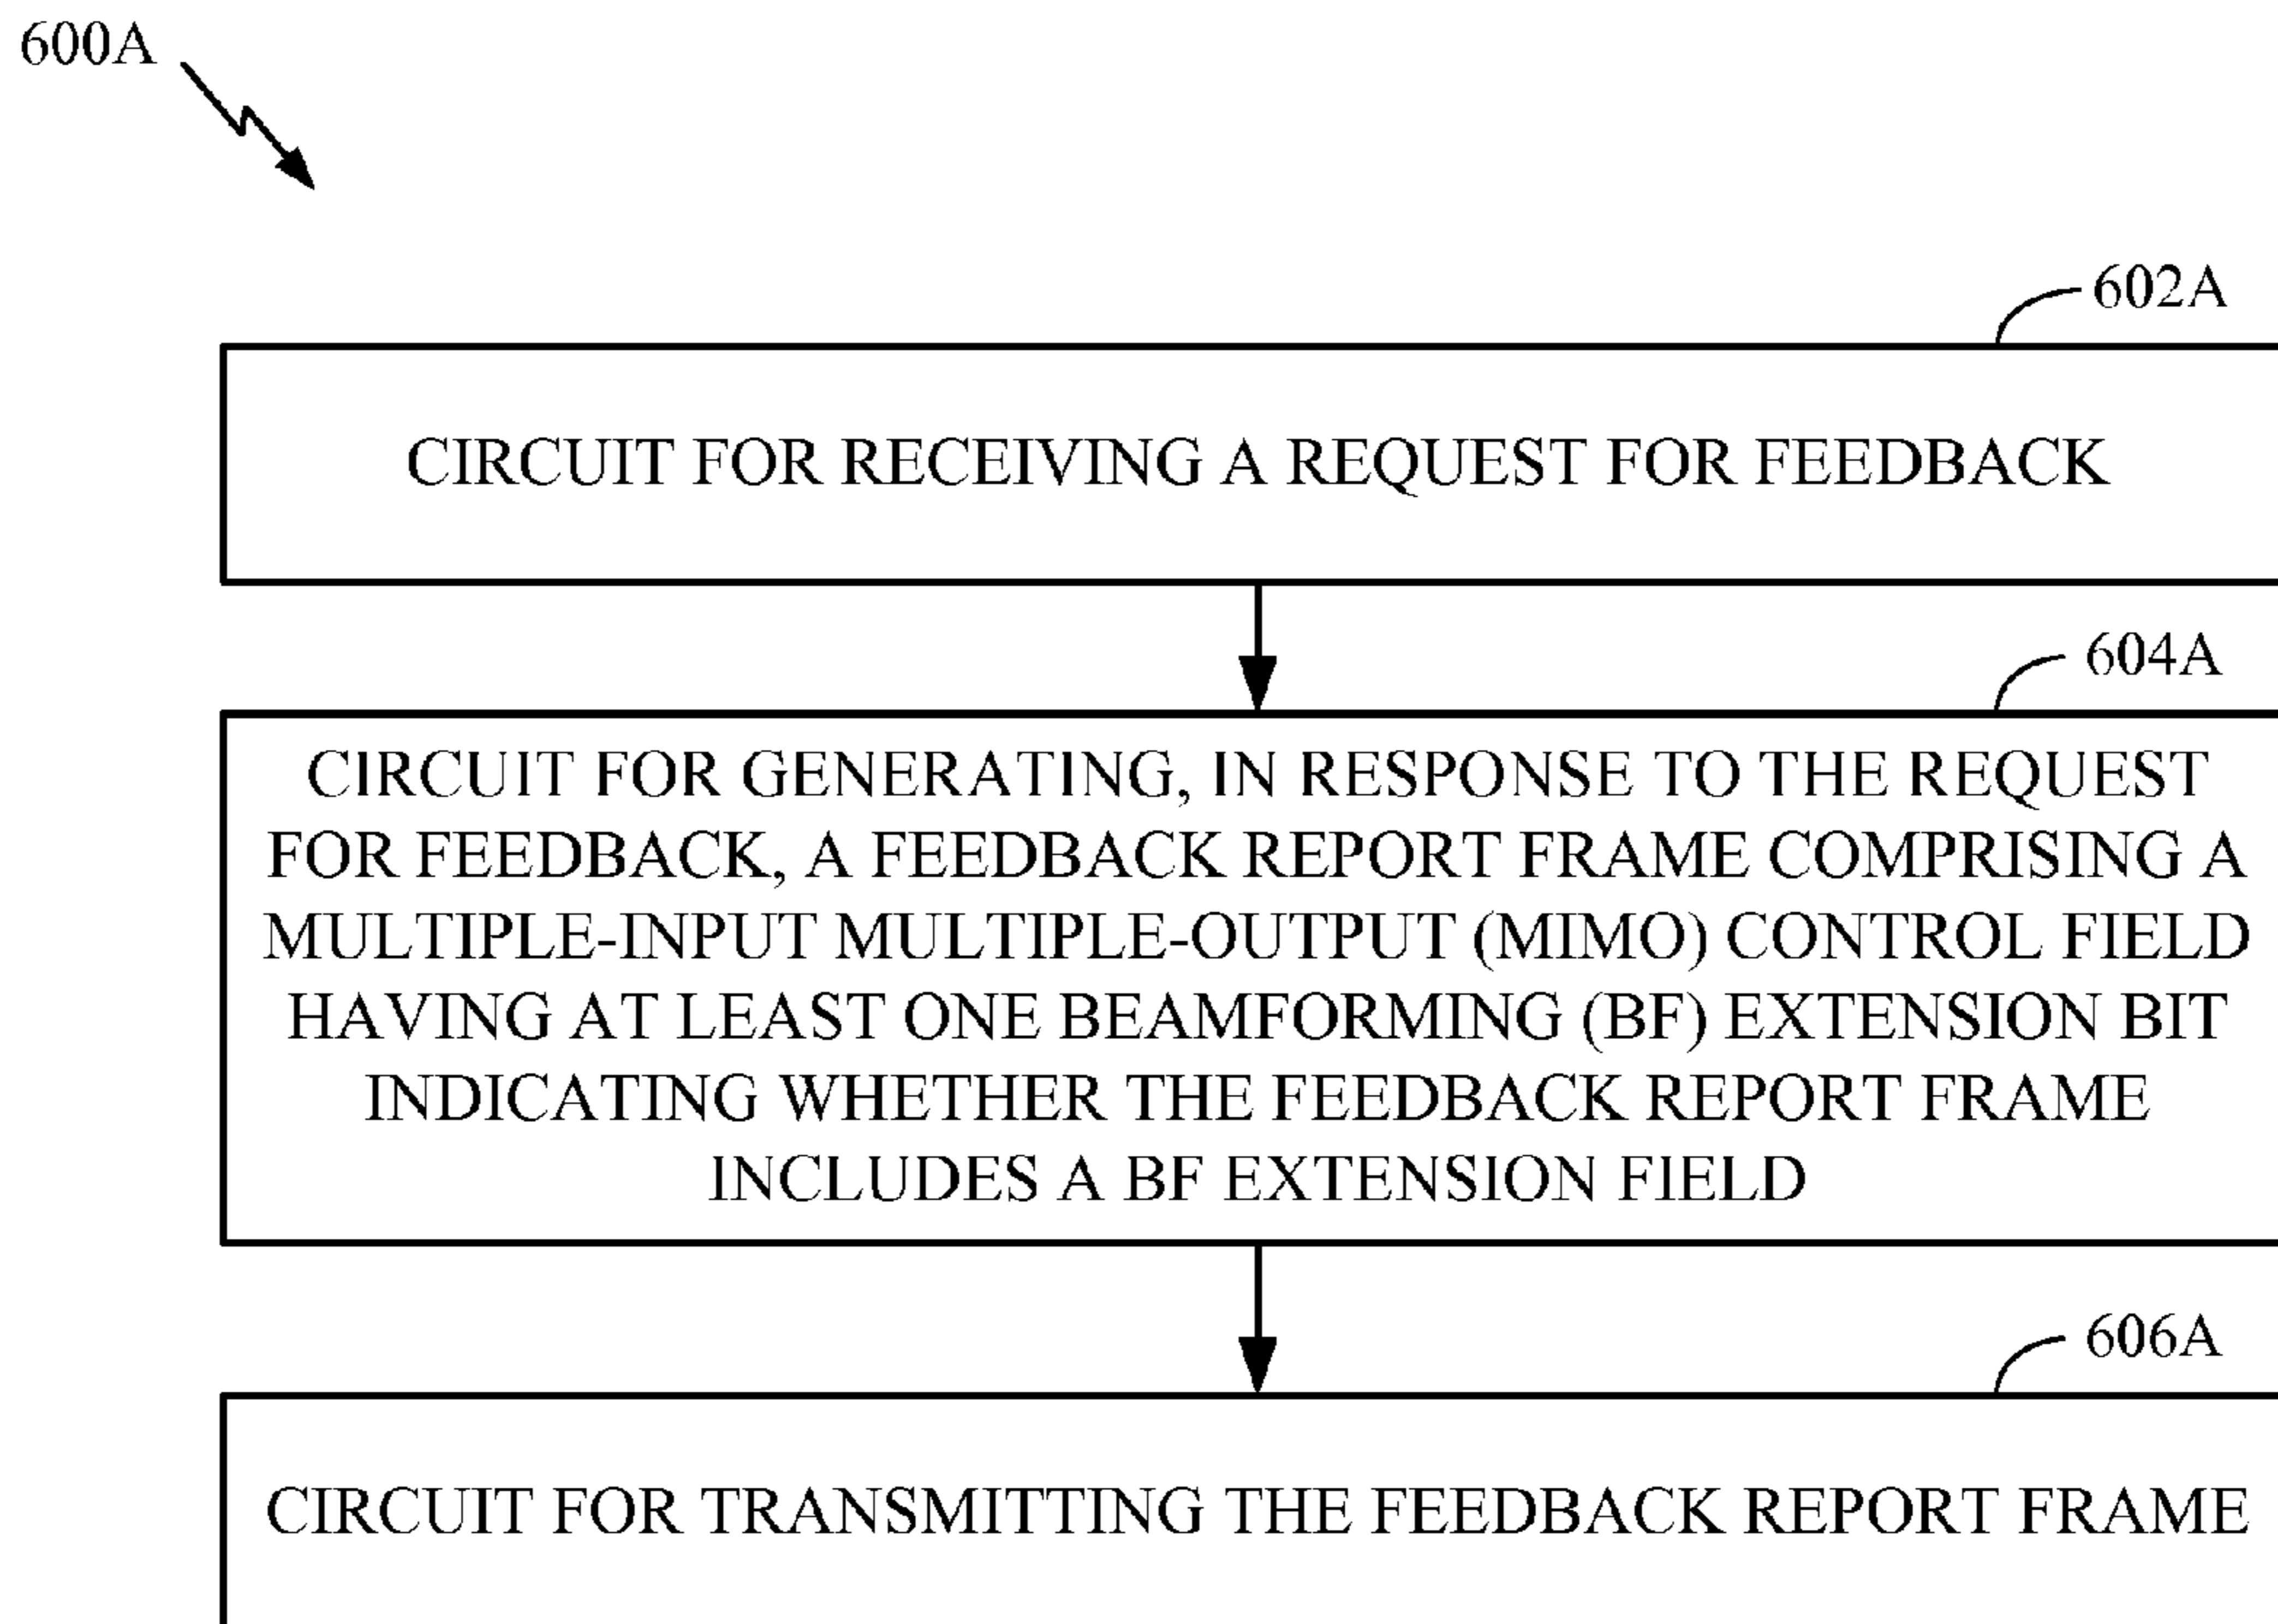 600A
602A
CIRCUIT FOR RECEIVING A REQUEST FOR FEEDBACK
604A
CIRCUIT FOR GENERATING, IN RESPONSE TO THE REQUEST
FOR FEEDBACK, A FEEDBACK REPORT FRAME COMPRISING A
MULTIPLE-INPUT MULTIPLE-OUTPUT (MIMO) CONTROL FIELD
HAVING AT LEAST ONE BEAMFORMING (BF) EXTENSION BIT
INDICATING WHETHER THE FEEDBACK REPORT FRAME
INCLUDES A BF EXTENSION FIELD
606A
CIRCUIT FOR TRANSMITTING THE FEEDBACK REPORT FRAME